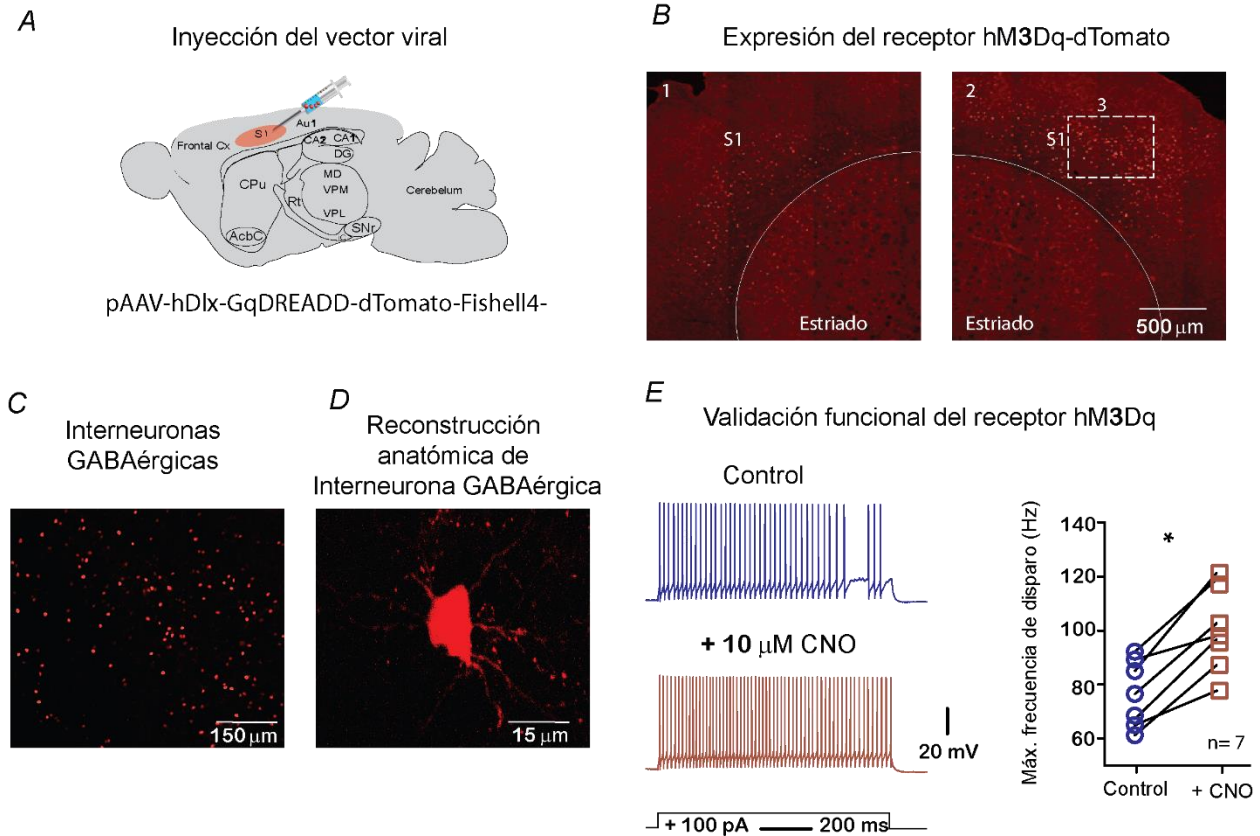 A
Inyección del vector viral
S1
Au1
Frontal Cx
CA2
CA1
DG
CPu
MD
VPM
Rt
VPL
Cerebelum
AcbC
SNr
pAAV-hDlx-GqDREADD-dTomato-Fishell4-
B
Expresión del receptor hM3Dq-dTomato
1
S1
Estriado
2
3
S1
Estriado
500 µm
C
Interneuronas
GABAérgicas
150 µm
D
Reconstrucción
anatómica de
Interneurona GABAérgica
15 µm
E
Validación funcional del receptor hM3Dq
Control
+ 10 µM CNO
20 mV
+ 100 pA
200 ms
Máx. frecuencia de disparo (Hz)
140
120
100
80
60
*
n= 7
Control
+ CNO